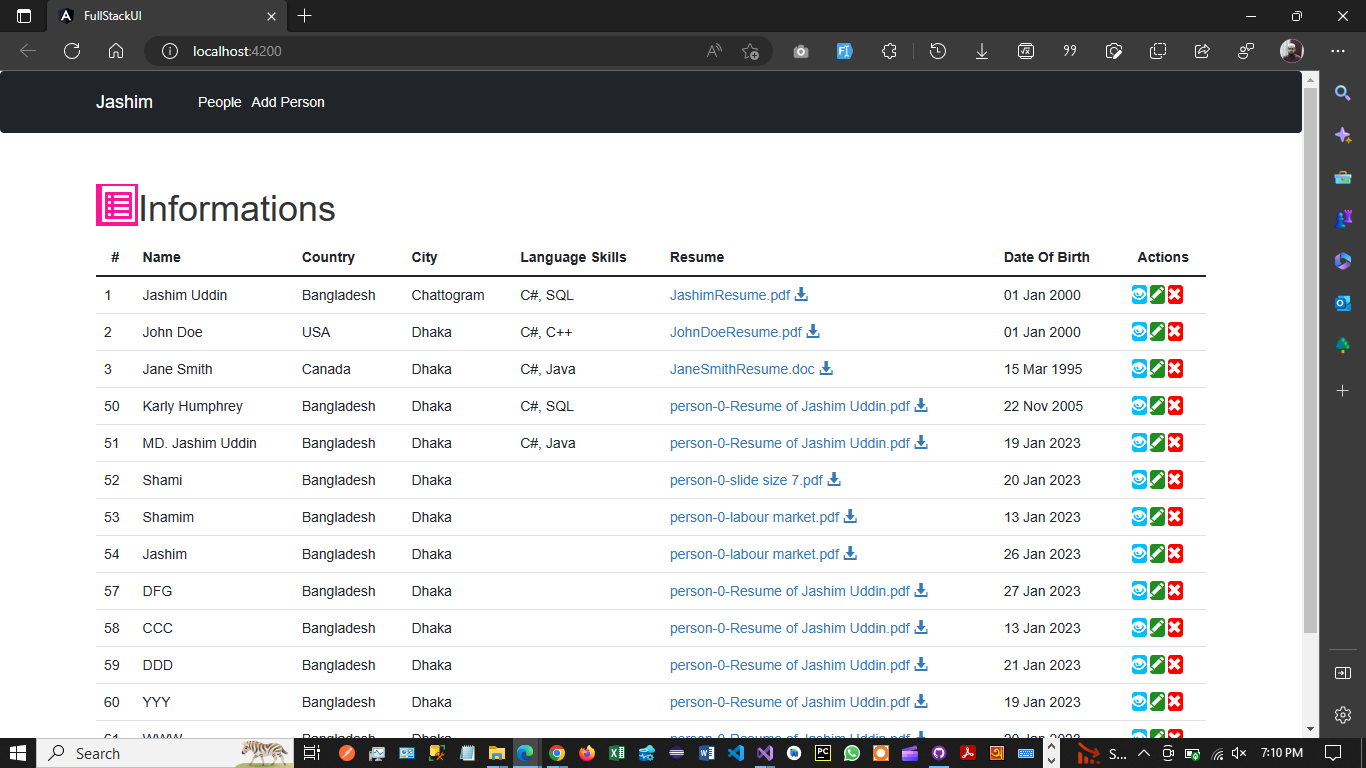 FullStackUI
localhost:4200
Jashim People Add Person
Informations
# Name Country City Language Skills Resume Date Of Birth Actions
1 Jashim Uddin Bangladesh Chattogram C#, SQL JashimResume.pdf 01 Jan 2000
2 John Doe USA Dhaka C#, C++ JohnDoeResume.pdf 01 Jan 2000
3 Jane Smith Canada Dhaka C#, Java JaneSmithResume.doc 15 Mar 1995
50 Karly Humphrey Bangladesh Dhaka C#, SQL person-0-Resume of Jashim Uddin.pdf 22 Nov 2005
51 MD. Jashim Uddin Bangladesh Dhaka C#, Java person-0-Resume of Jashim Uddin.pdf 19 Jan 2023
52 Shami Bangladesh Dhaka person-0-slide size 7.pdf 20 Jan 2023
53 Shamim Bangladesh Dhaka person-0-labour market.pdf 13 Jan 2023
54 Jashim Bangladesh Dhaka person-0-labour market.pdf 26 Jan 2023
57 DFG Bangladesh Dhaka person-0-Resume of Jashim Uddin.pdf 27 Jan 2023
58 CCC Bangladesh Dhaka person-0-Resume of Jashim Uddin.pdf 13 Jan 2023
59 DDD Bangladesh Dhaka person-0-Resume of Jashim Uddin.pdf 21 Jan 2023
60 YYY Bangladesh Dhaka person-0-Resume of Jashim Uddin.pdf 19 Jan 2023
Search S... 7:10 PM